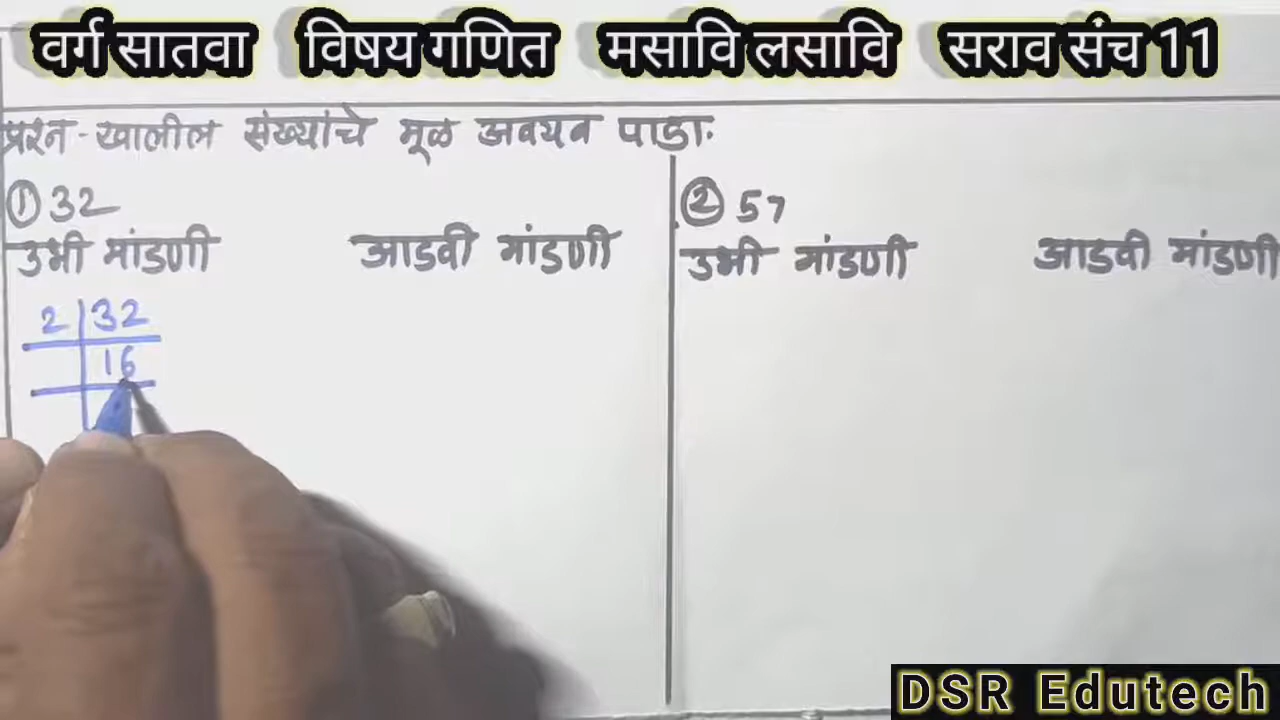 वर्ग सातवा विषय गणित मसावि लसावि सराव संच 11
प्रश्न - खालील संख्यांचे मूळ अवयव पाडा.
① 32
उभी मांडणी आडवी मांडणी
2 32
16
② 57
उभी मांडणी आडवी मांडणी
DSR Edutech